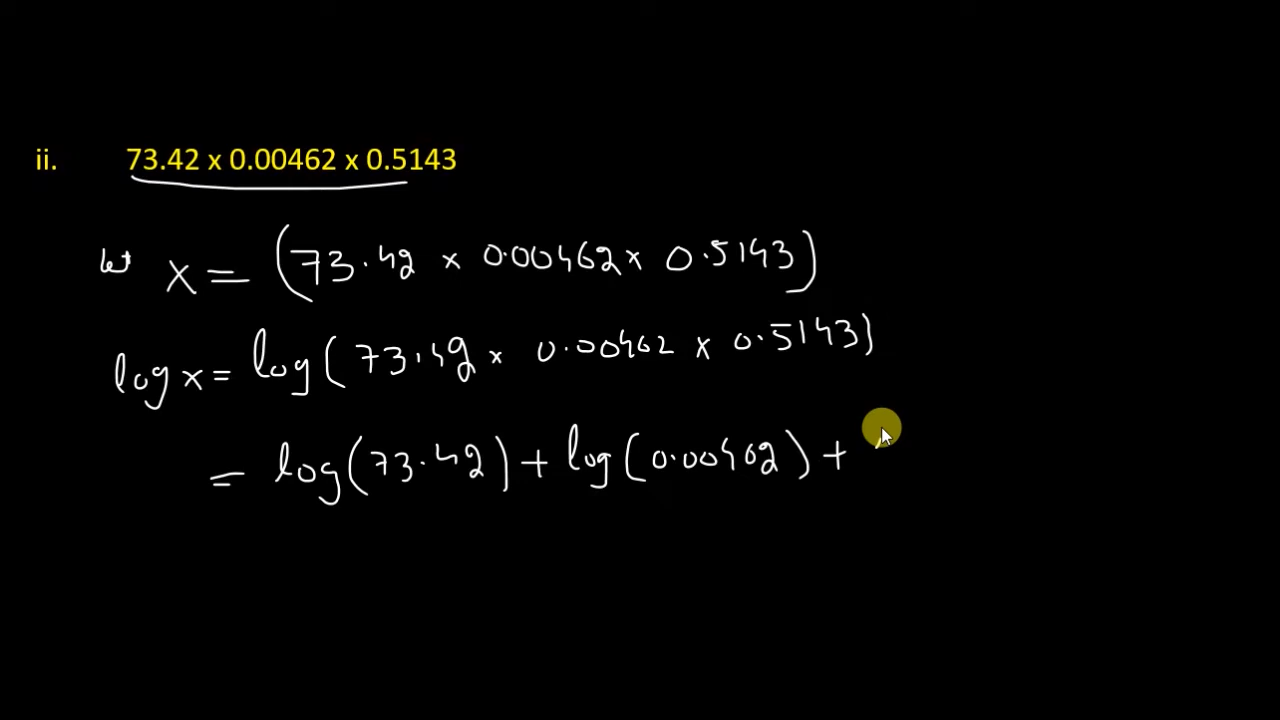 ii. 73.42 x 0.00462 x 0.5143
let x = (73.42 x 0.00462 x 0.5143)
log x = log(73.42 x 0.00462 x 0.5143)
= log(73.42) + log(0.00462) +